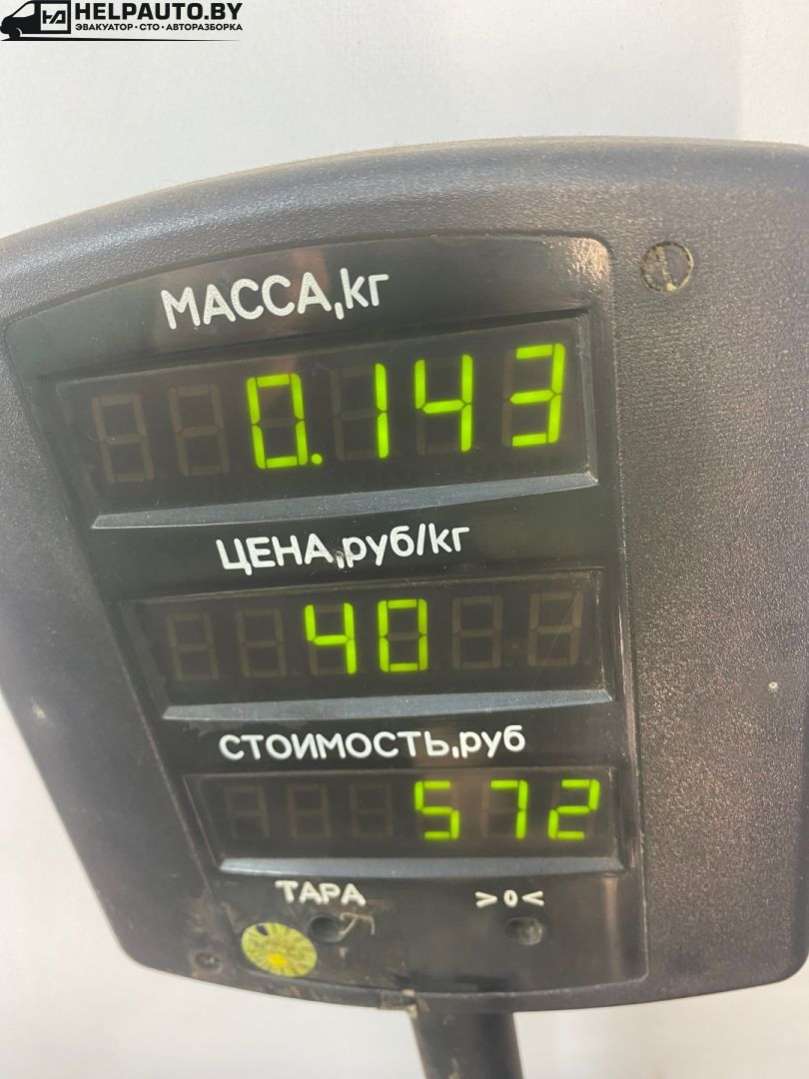 HELPAUTO.BY
ЭВАКУАТОР • СТО • АВТОРАЗБОРКА
МАССА,кг
0.143
ЦЕНА,руб/кг
40
СТОИМОСТЬ,руб
572
ТАРА >0<